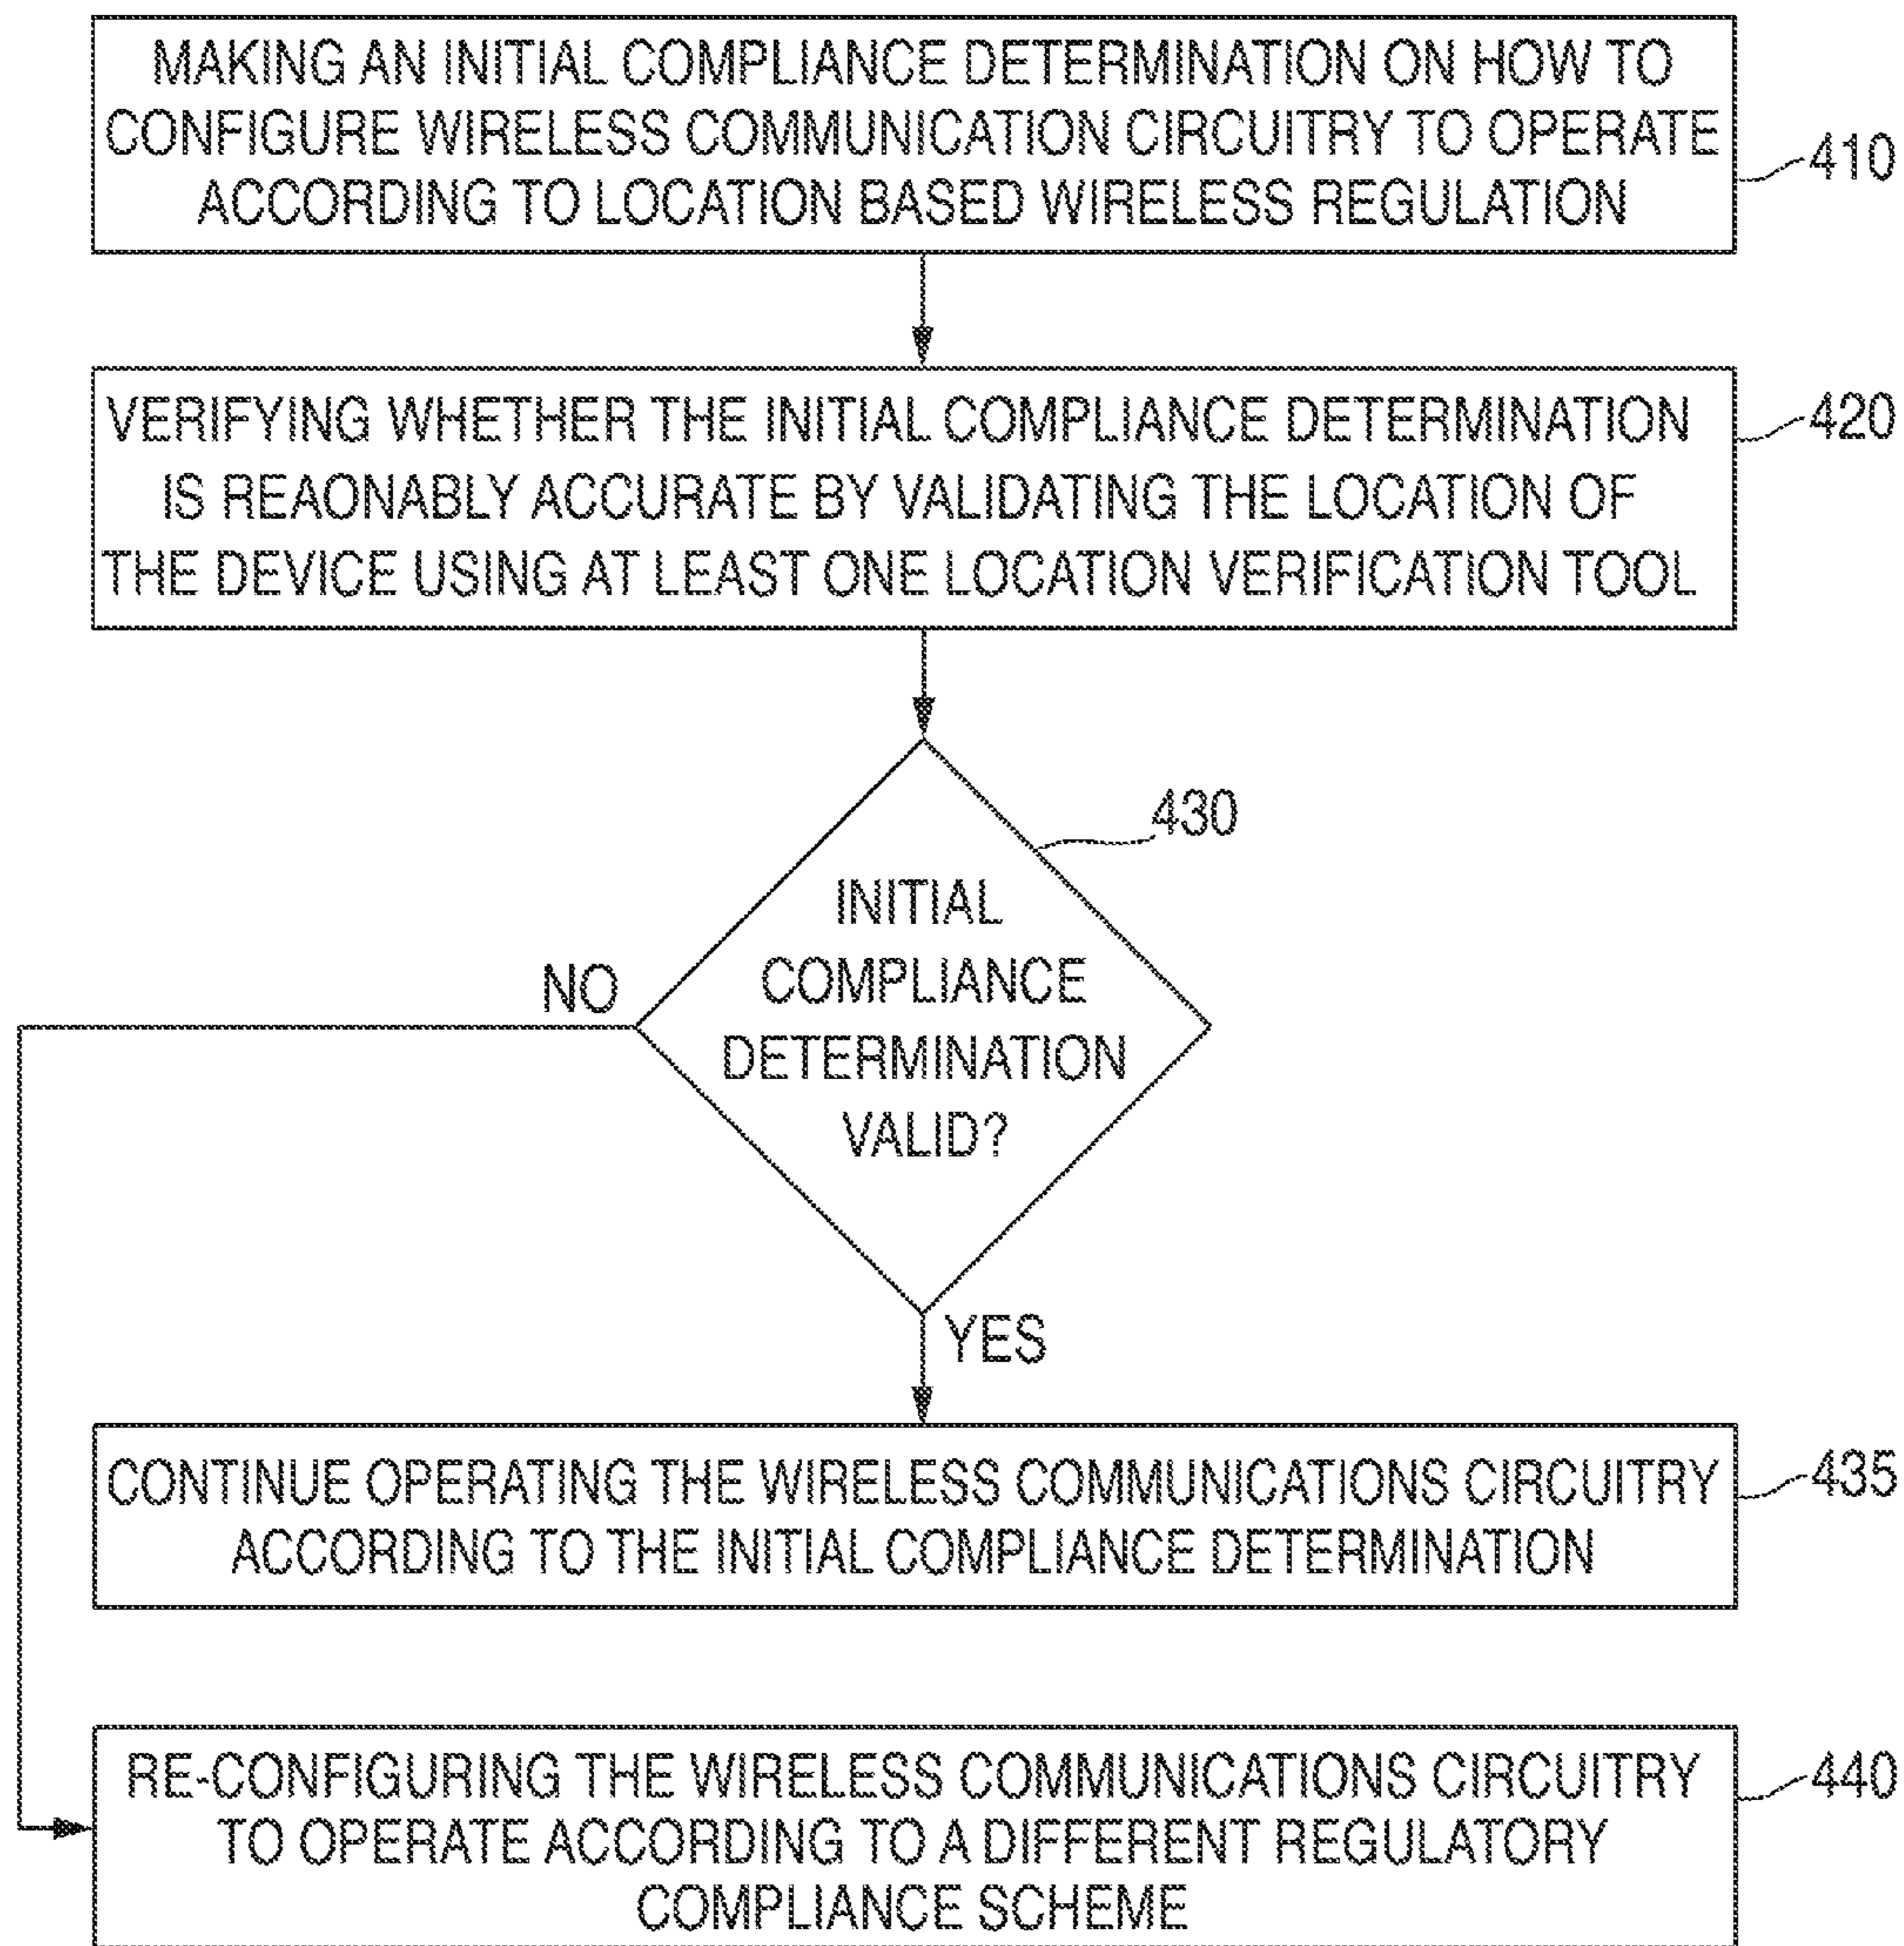 MAKING AN INITIAL COMPLIANCE DETERMINATION ON HOW TO
CONFIGURE WIRELESS COMMUNICATION CIRCUITRY TO OPERATE
ACCORDING TO LOCATION BASED WIRELESS REGULATION
410
VERIFYING WHETHER THE INITIAL COMPLIANCE DETERMINATION
IS REAONABLY ACCURATE BY VALIDATING THE LOCATION OF
THE DEVICE USING AT LEAST ONE LOCATION VERIFICATION TOOL
420
430
INITIAL
COMPLIANCE
DETERMINATION
VALID?
NO
YES
CONTINUE OPERATING THE WIRELESS COMMUNICATIONS CIRCUITRY
ACCORDING TO THE INITIAL COMPLIANCE DETERMINATION
435
RE-CONFIGURING THE WIRELESS COMMUNICATIONS CIRCUITRY
TO OPERATE ACCORDING TO A DIFFERENT REGULATORY
COMPLIANCE SCHEME
440